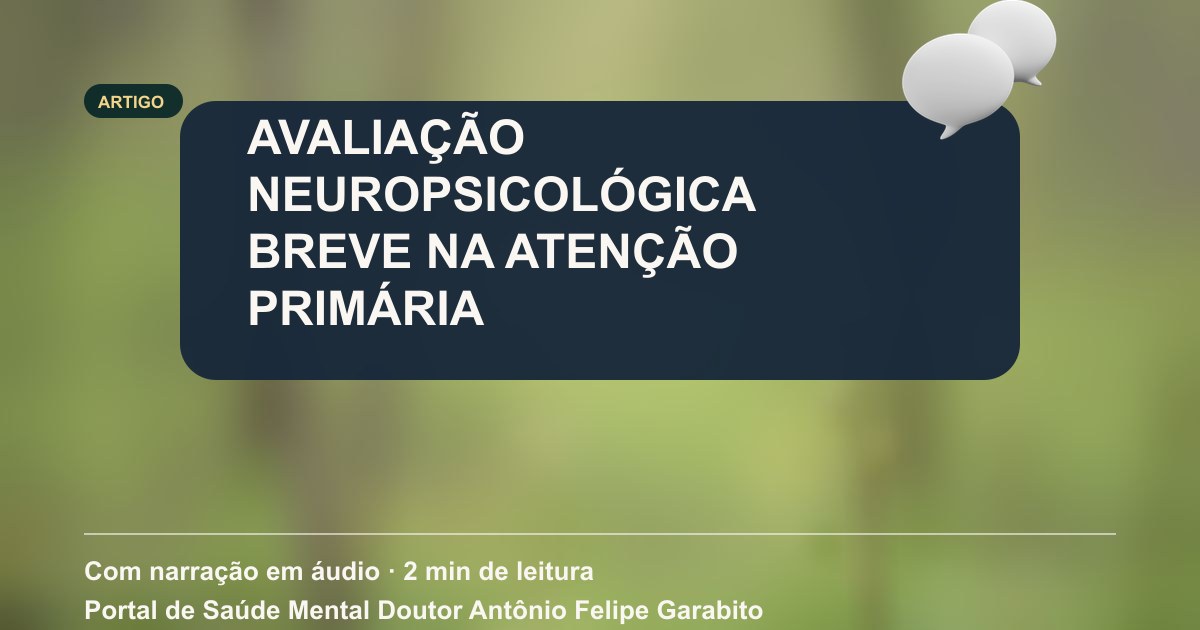 ARTIGO
AVALIAÇÃO
NEUROPSICOLÓGICA
BREVE NA ATENÇÃO
PRIMÁRIA
Com narração em áudio · 2 min de leitura
Portal de Saúde Mental Doutor Antônio Felipe Garabito